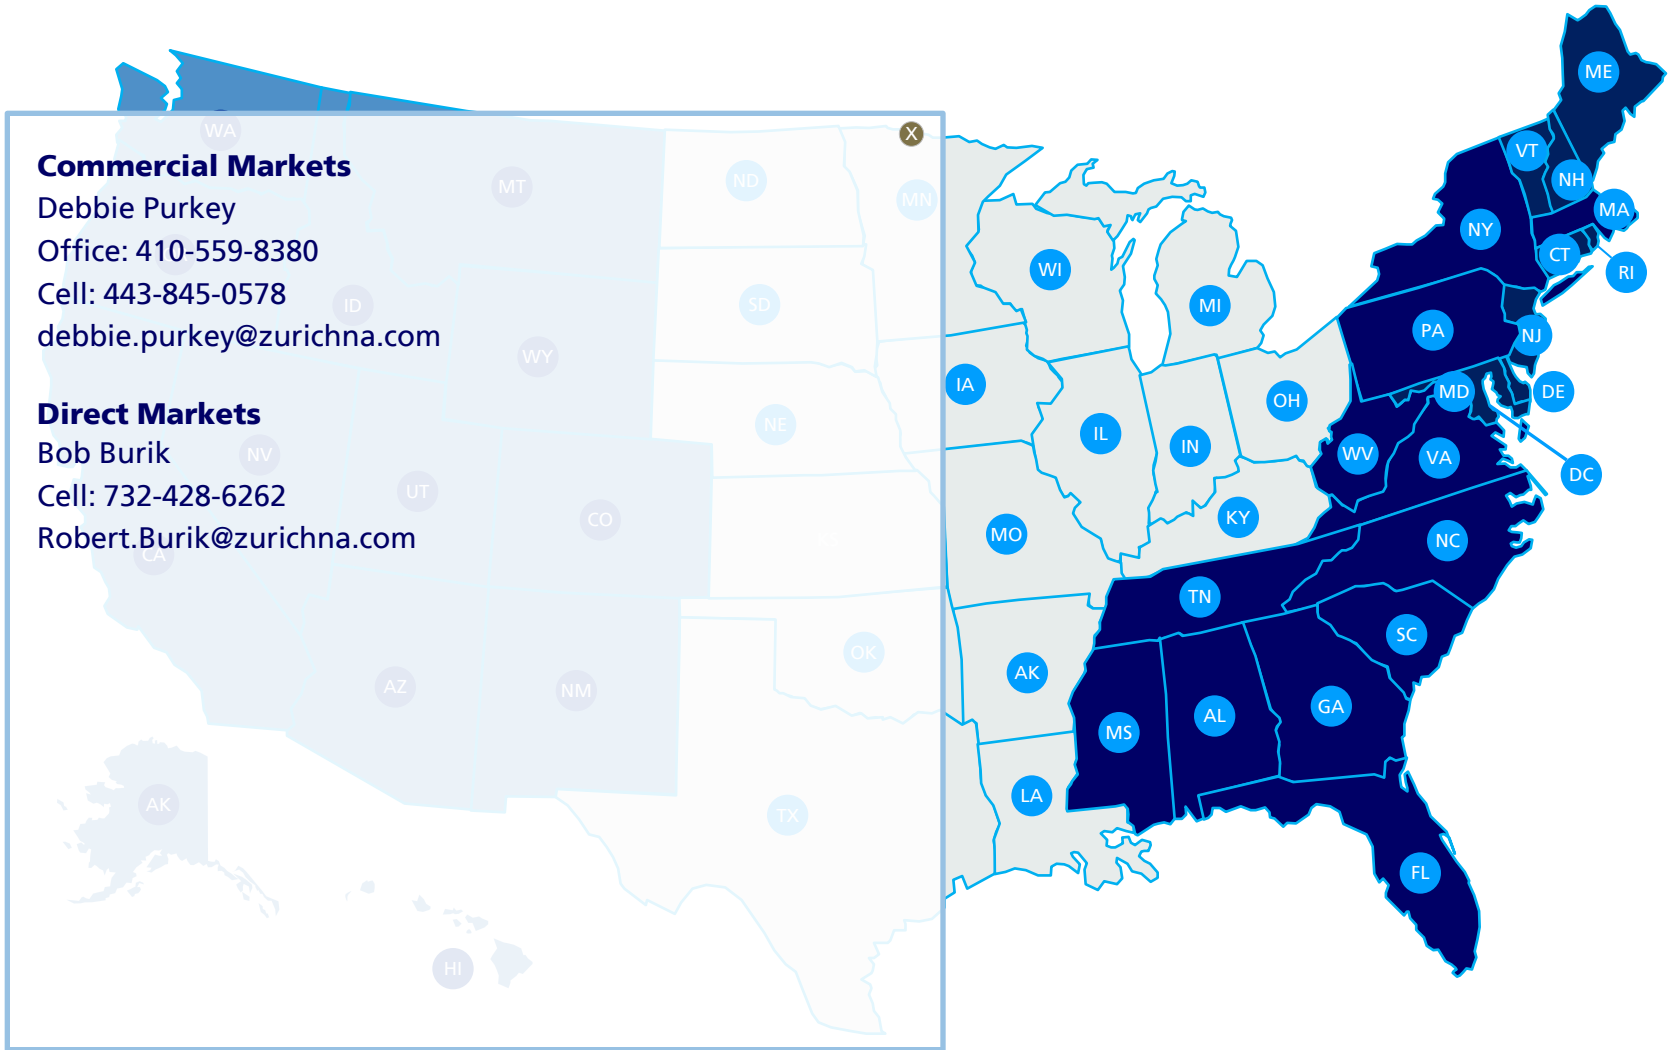 X
Commercial Markets
Debbie Purkey
Office: 410-559-8380
Cell: 443-845-0578
debbie.purkey@zurichna.com
Direct Markets
Bob Burik
Cell: 732-428-6262
Robert.Burik@zurichna.com
WA
MT
ND
MN
ID
WY
SD
NE
NV
UT
CO
CA
AZ
NM
OK
TX
AK
HI
WI
MI
IA
IL
IN
OH
MO
KY
AK
LA
TN
MS
AL
GA
SC
NC
FL
WV
VA
PA
NY
ME
VT
NH
MA
CT
RI
NJ
MD
DE
DC